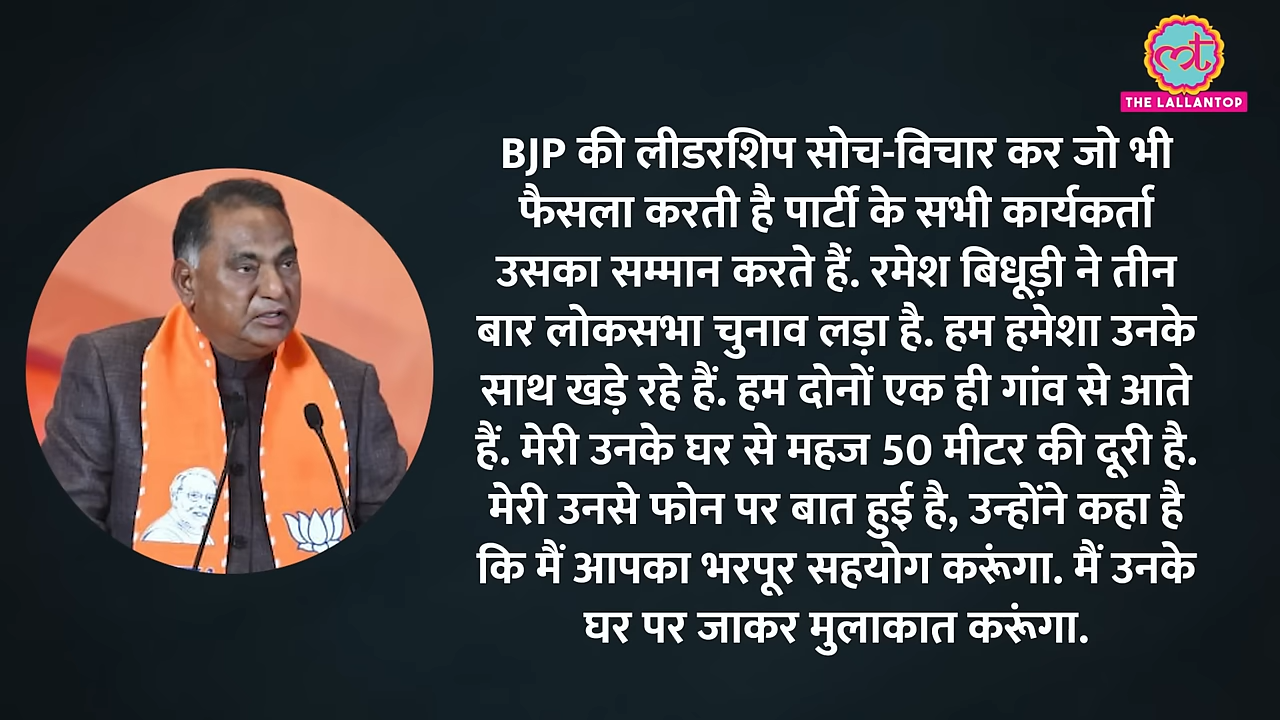 THE LALLANTOP
BJP की लीडरशिप सोच-विचार कर जो भी
फैसला करती है पार्टी के सभी कार्यकर्ता
उसका सम्मान करते हैं. रमेश बिधूड़ी ने तीन
बार लोकसभा चुनाव लड़ा है. हम हमेशा उनके
साथ खड़े रहे हैं. हम दोनों एक ही गांव से आते
हैं. मेरी उनके घर से महज 50 मीटर की दूरी है.
मेरी उनसे फोन पर बात हुई है, उन्होंने कहा है
कि मैं आपका भरपूर सहयोग करूंगा. मैं उनके
घर पर जाकर मुलाकात करूंगा.